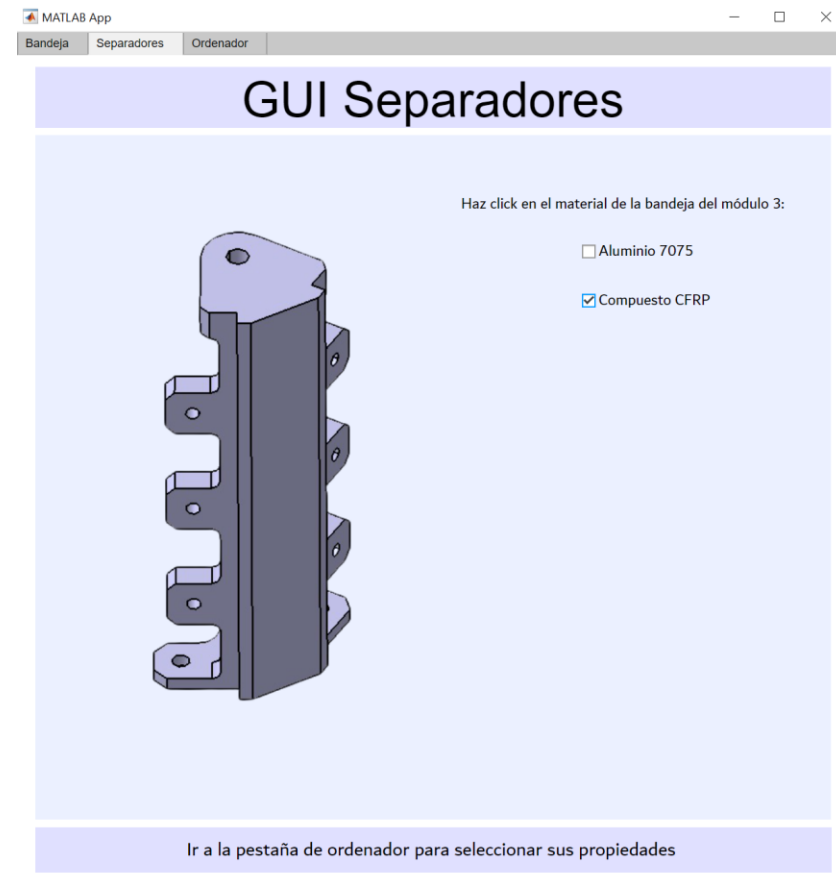 MATLAB App
Bandeja Separadores Ordenador
GUI Separadores
Haz click en el material de la bandeja del módulo 3:
Aluminio 7075
Compuesto CFRP
Ir a la pestaña de ordenador para seleccionar sus propiedades